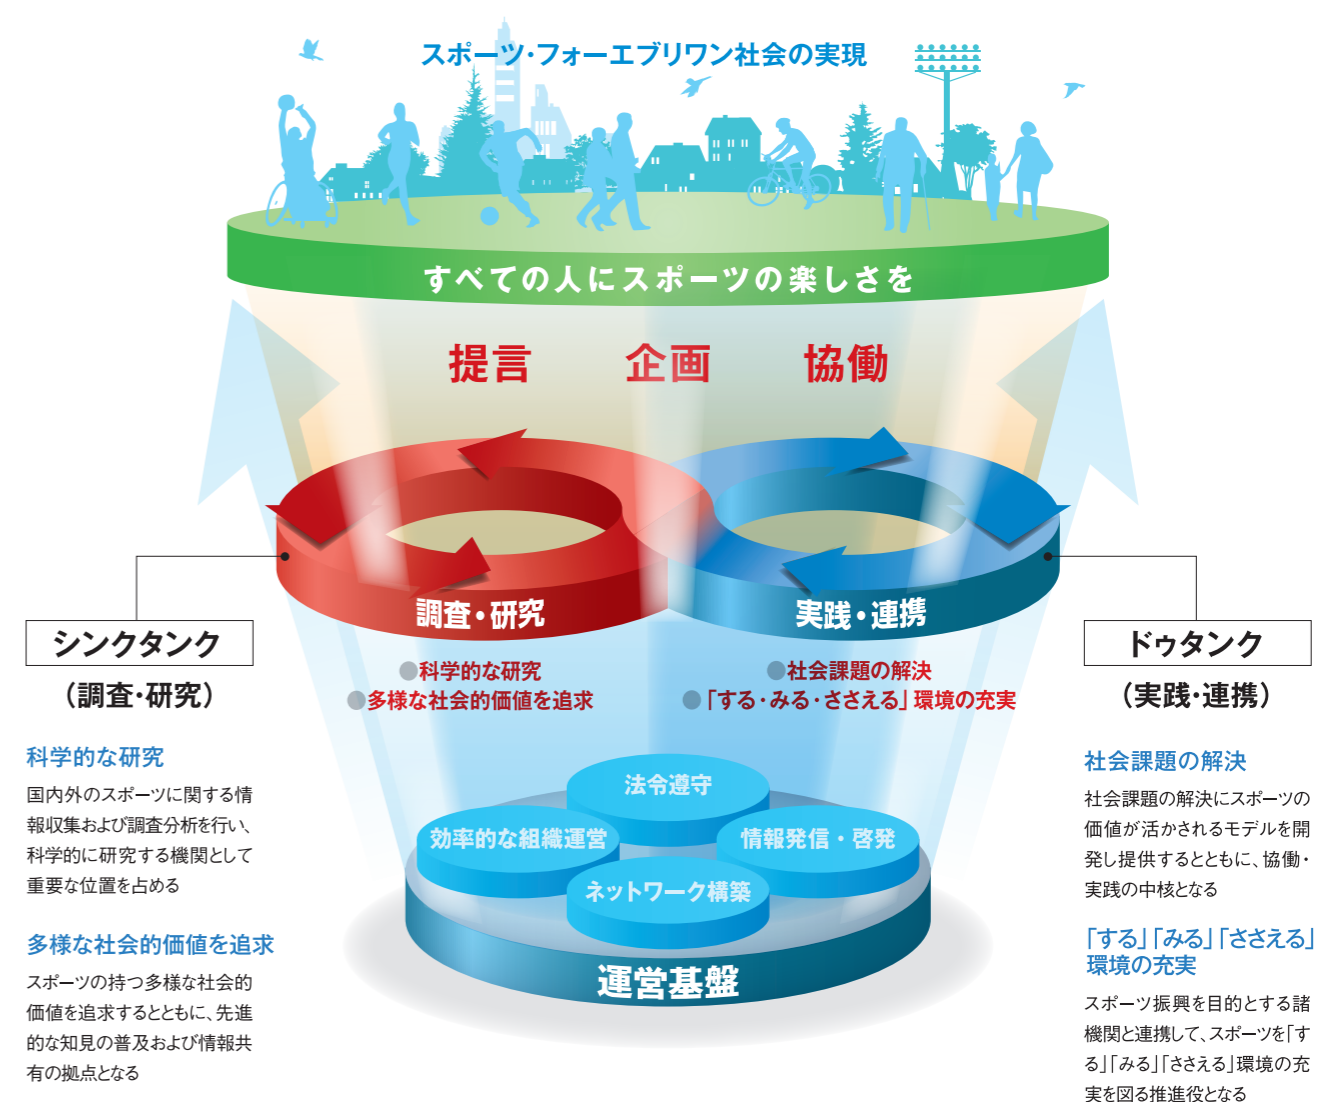 スポーツ・フォーエブリワン社会の実現
すべての人にスポーツの楽しさを
提言 企画 協働
調査・研究
実践・連携
●科学的な研究
●多様な社会的価値を追求
●社会課題の解決
●「する・みる・ささえる」環境の充実
法令遵守
効率的な組織運営
情報発信・啓発
ネットワーク構築
運営基盤
シンクタンク
（調査・研究）
科学的な研究
国内外のスポーツに関する情
報収集および調査分析を行い、
科学的に研究する機関として
重要な位置を占める
多様な社会的価値を追求
スポーツの持つ多様な社会的
価値を追求するとともに、先進
的な知見の普及および情報共
有の拠点となる
ドゥタンク
（実践・連携）
社会課題の解決
社会課題の解決にスポーツの
価値が活かされるモデルを開
発し提供するとともに、協働・
実践の中核となる
「する」「みる」「ささえる」
環境の充実
スポーツ振興を目的とする諸
機関と連携して、スポーツを「す
る」「みる」「ささえる」環境の充
実を図る推進役となる